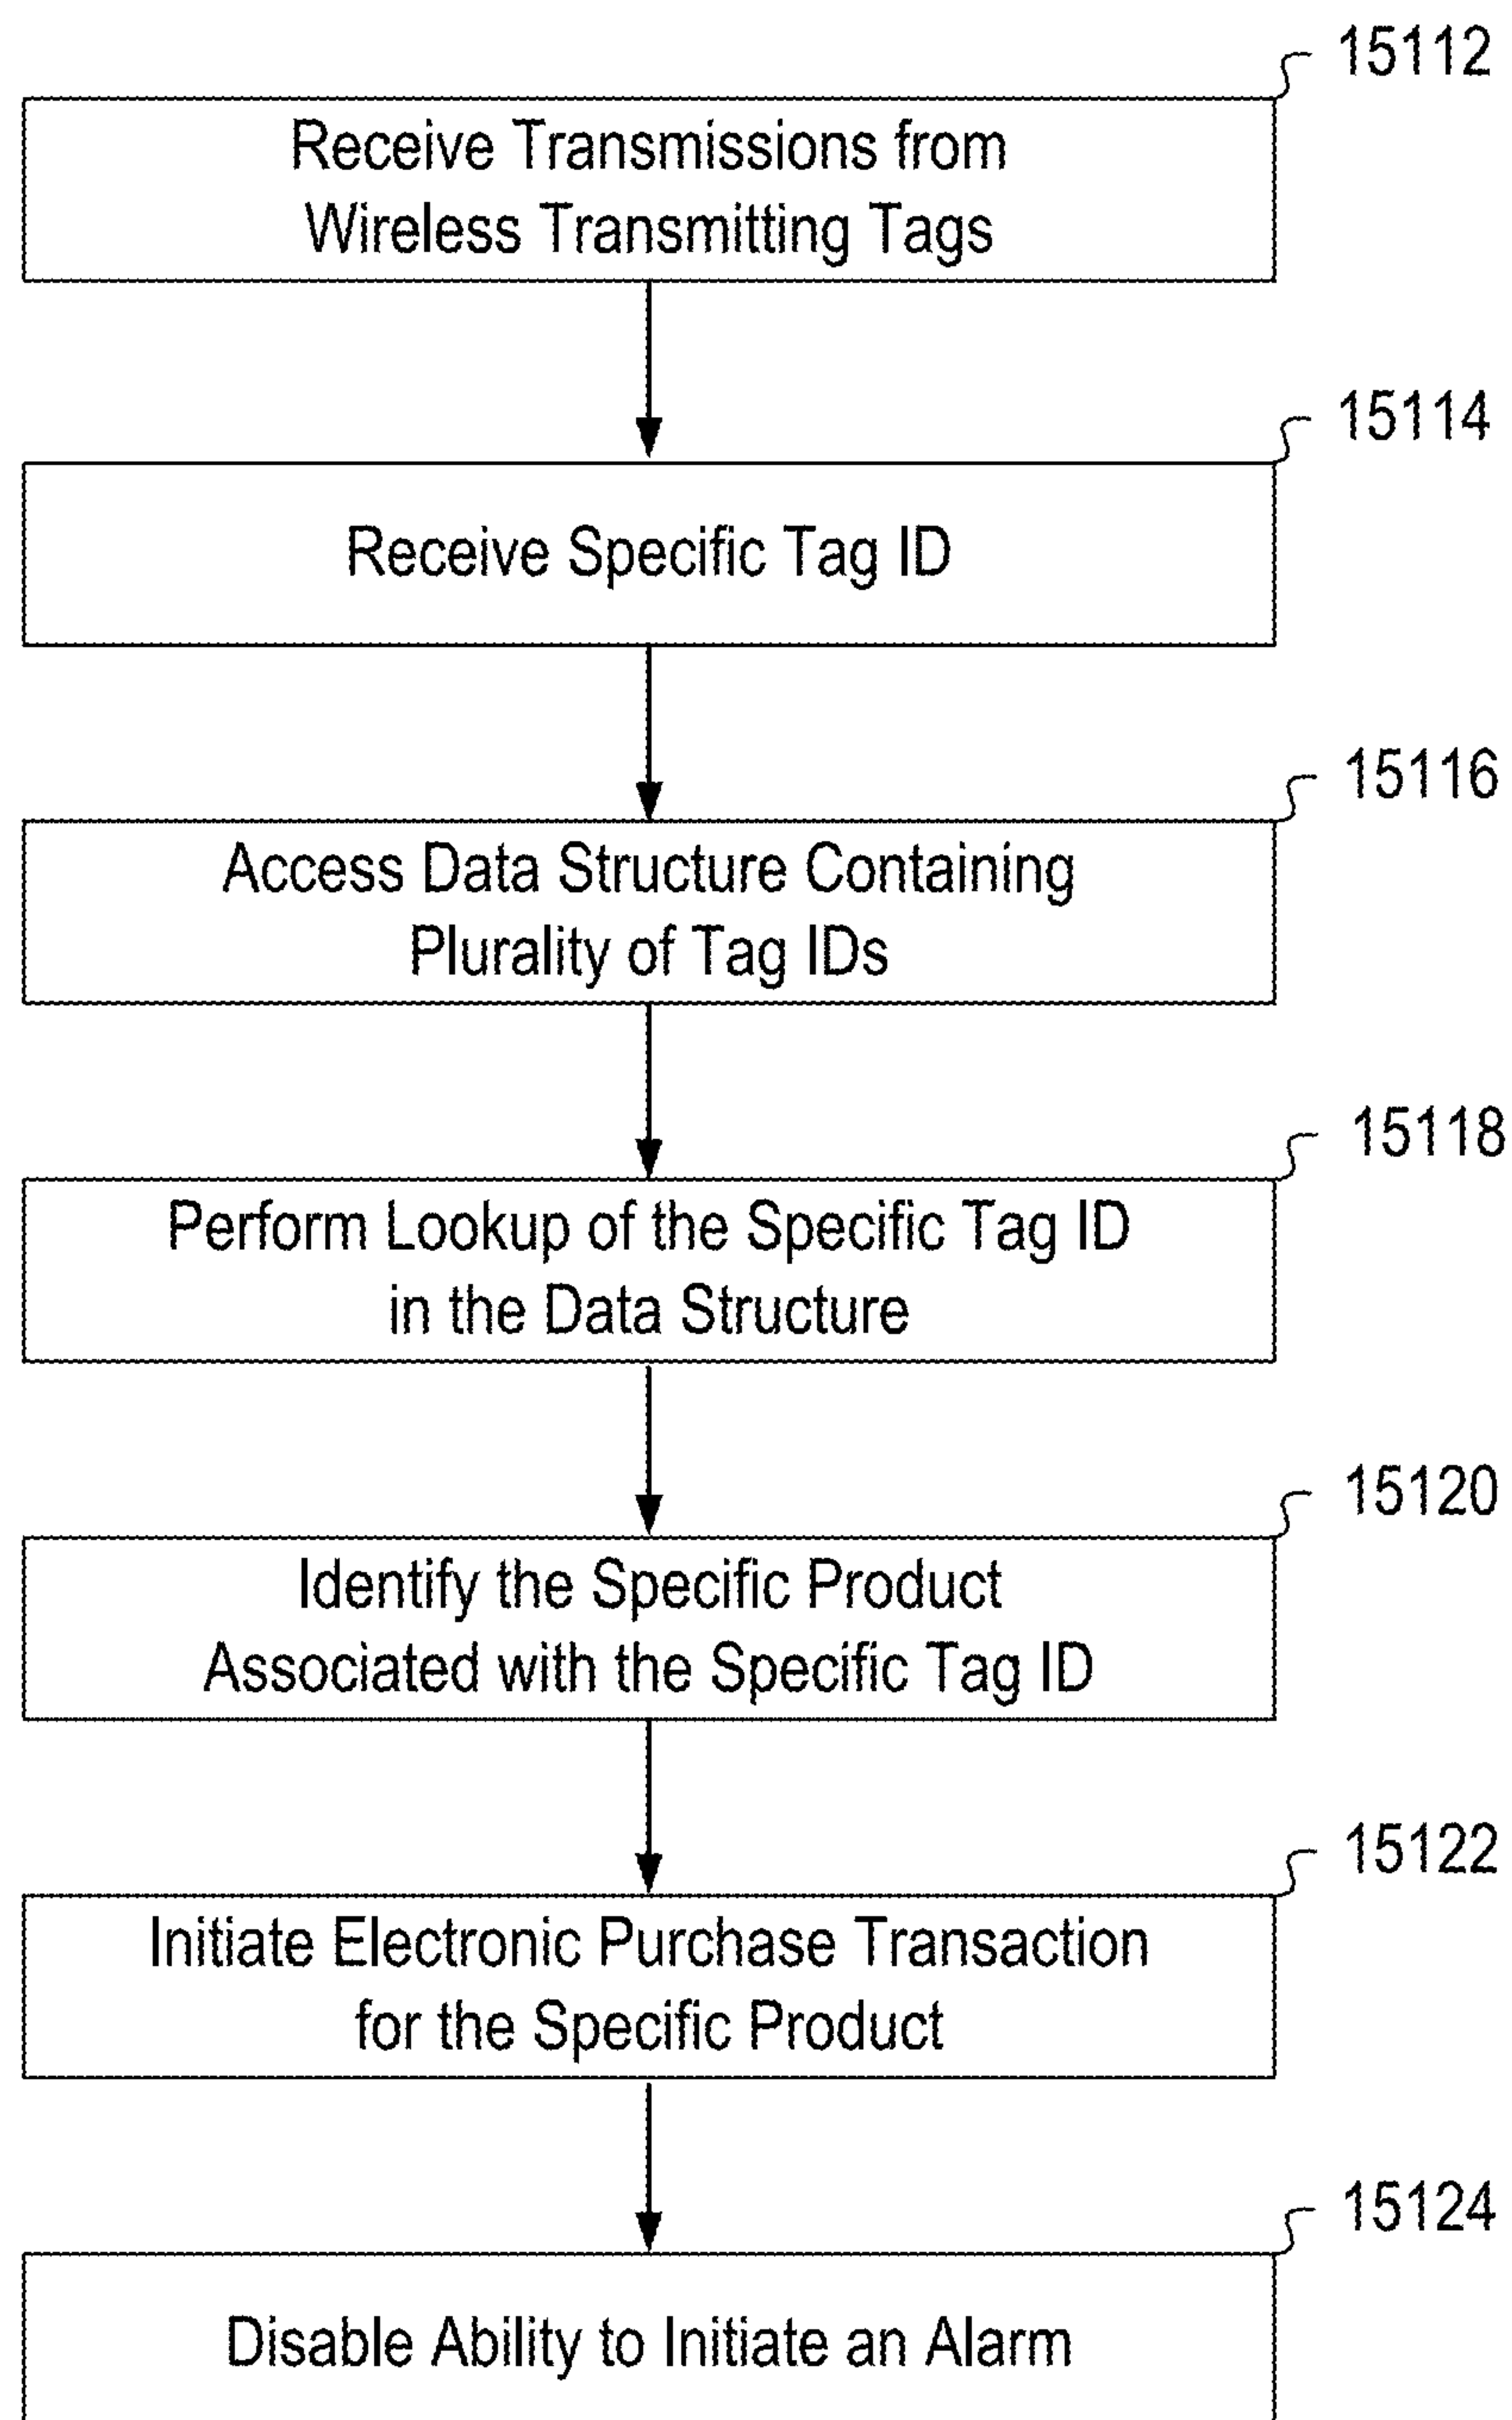 15112
Receive Transmissions from
Wireless Transmitting Tags
15114
Receive Specific Tag ID
15116
Access Data Structure Containing
Plurality of Tag IDs
15118
Perform Lookup of the Specific Tag ID
in the Data Structure
15120
Identify the Specific Product
Associated with the Specific Tag ID
15122
Initiate Electronic Purchase Transaction
for the Specific Product
15124
Disable Ability to Initiate an Alarm